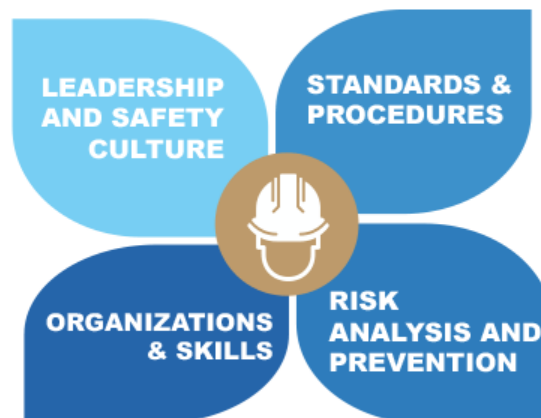 LEADERSHIP
AND SAFETY
CULTURE
STANDARDS &
PROCEDURES
ORGANIZATIONS
& SKILLS
RISK
ANALYSIS AND
PREVENTION